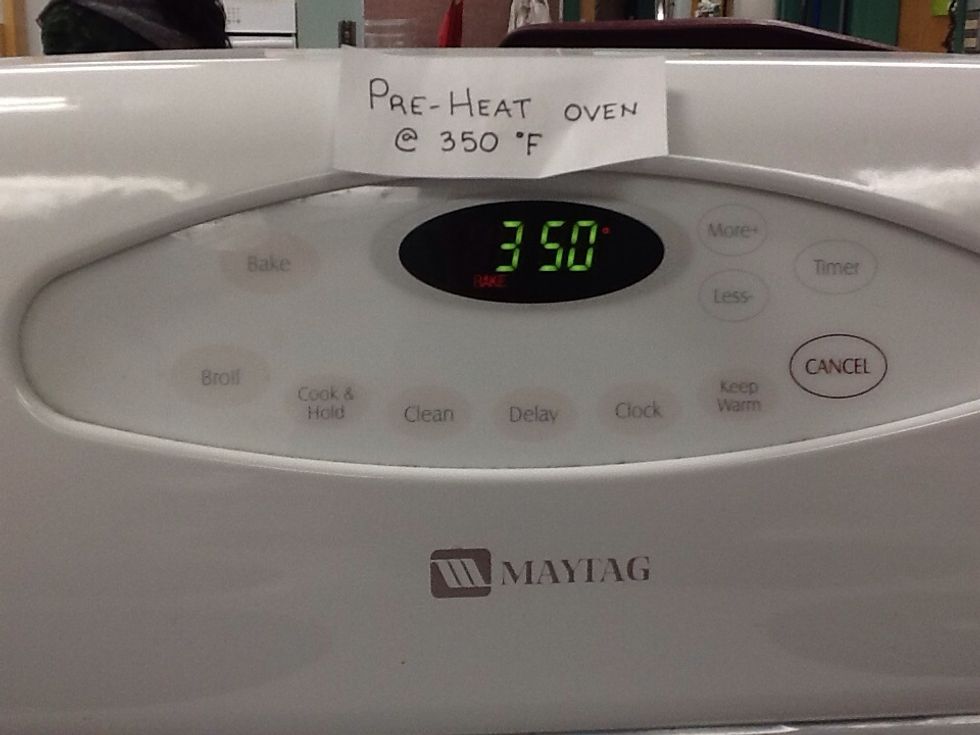 PRE-HEAT OVEN
@ 350 °F
350°
BAKE
More+
Bake
Timer
Less-
CANCEL
Broil
Cook &
Hold
Clean
Delay
Clock
Keep
Warm
MAYTAG